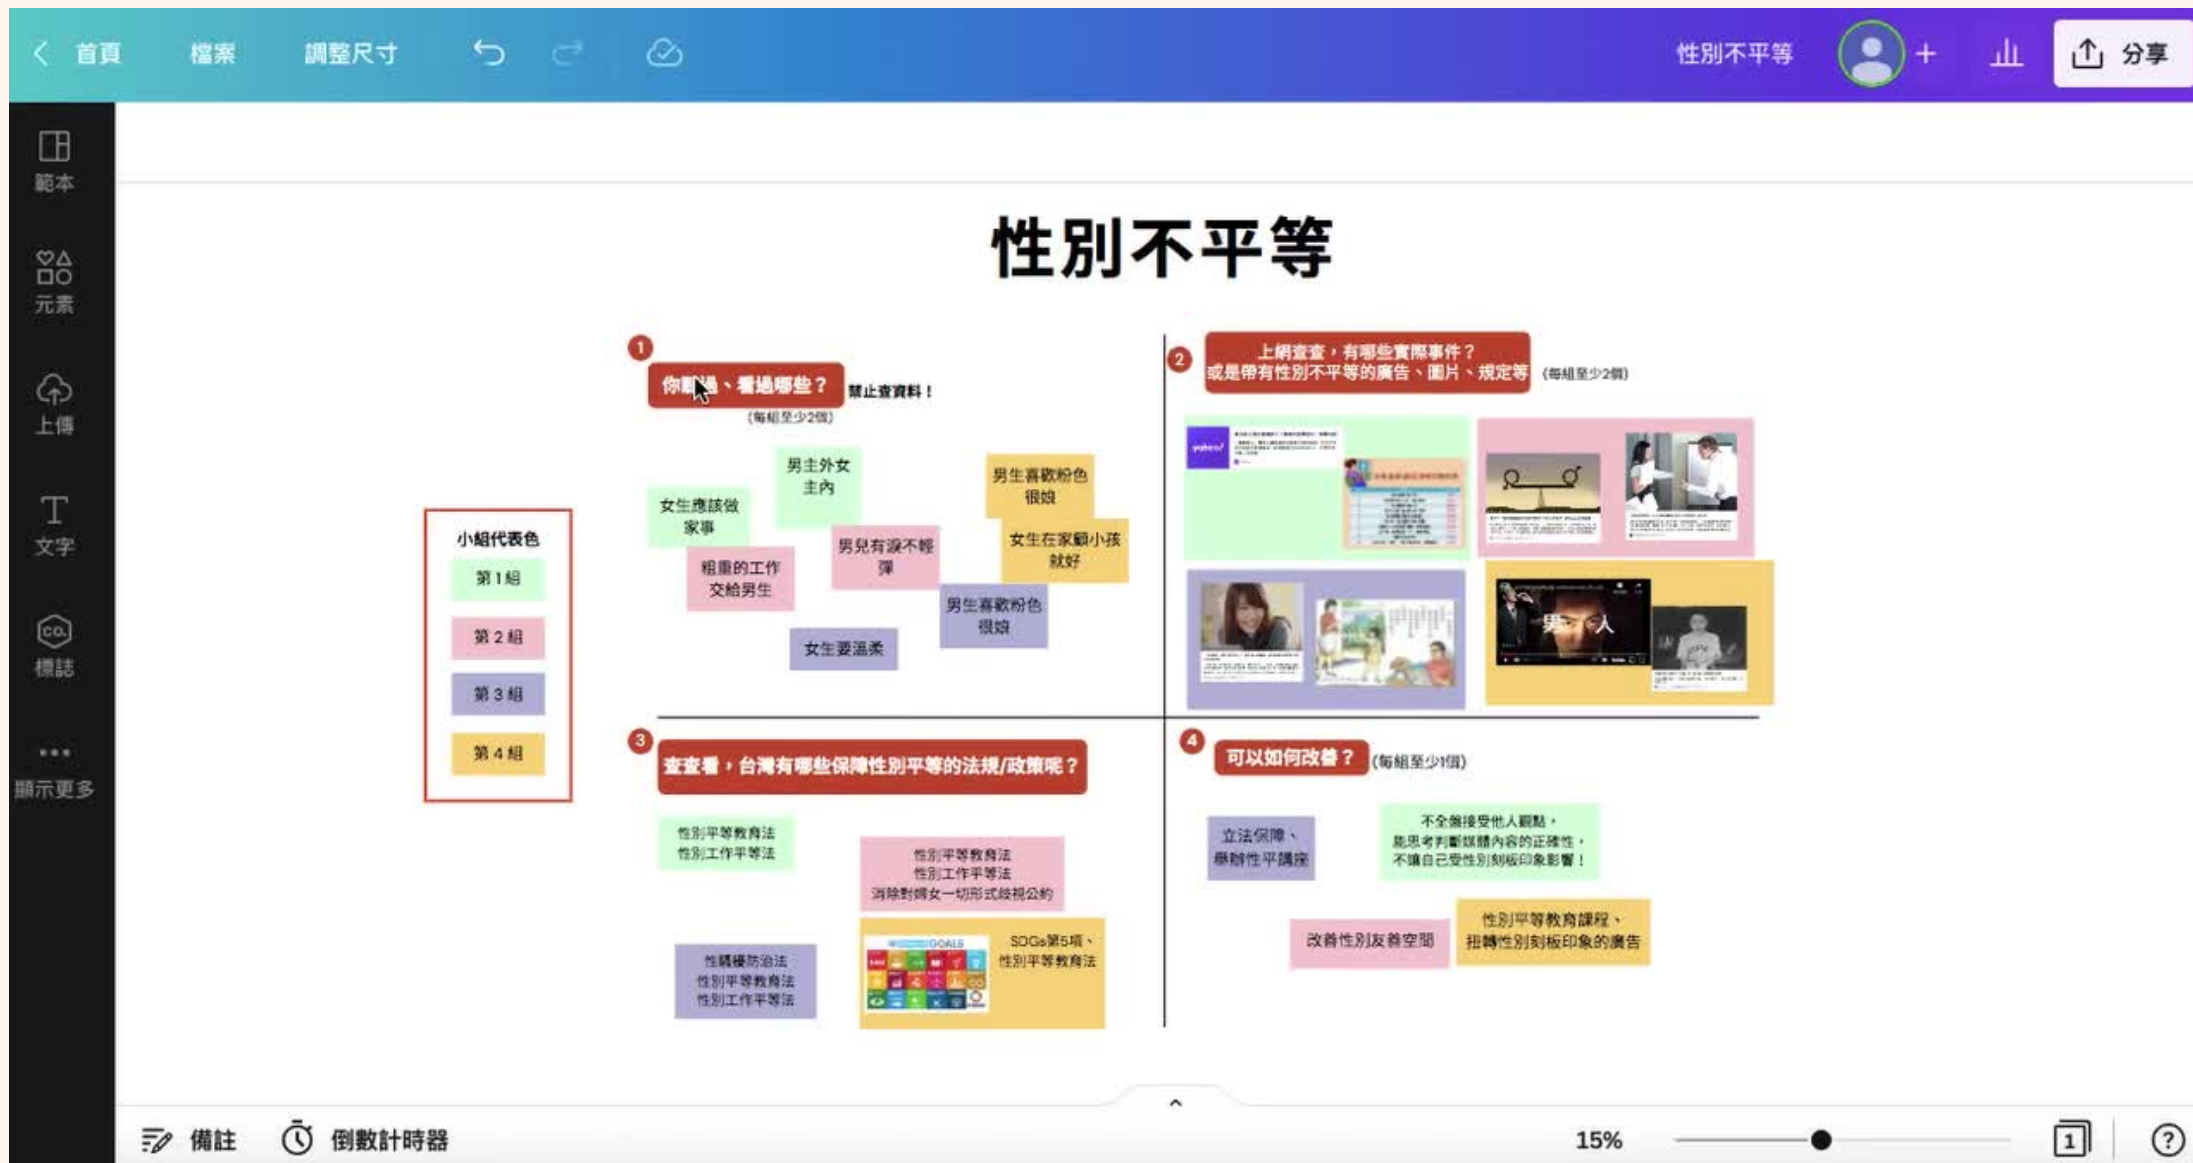 首頁
檔案
調整尺寸
性別不平等
分享
範本
元素
上傳
文字
CO.
標誌
顯示更多
性別不平等
小組代表色
第1組
第2組
第3組
第4組
1
你 過、看過哪些？
禁止查資料！
(每組至少2個)
男主外女
主內
女生應該做
家事
男生喜歡粉色
很娘
男兒有淚不輕
彈
女生在家顧小孩
就好
粗重的工作
交給男生
男生喜歡粉色
很娘
女生要溫柔
2
上網查查，有哪些實際事件？
或是帶有性別不平等的廣告、圖片、規定等
(每組至少2個)
yahoo!
男人
3
查查看，台灣有哪些保障性別平等的法規/政策呢？
性別平等教育法
性別工作平等法
性別平等教育法
性別工作平等法
消除對婦女一切形式歧視公約
性騷擾防治法
性別平等教育法
性別工作平等法
GOALS
SDGs第5項、
性別平等教育法
4
可以如何改善？
(每組至少1個)
立法保障、
舉辦性平講座
不全盤接受他人觀點，
能思考判斷媒體內容的正確性，
不讓自己受性別刻板印象影響！
改善性別友善空間
性別平等教育課程、
扭轉性別刻板印象的廣告
備註
倒數計時器
15%
1
?